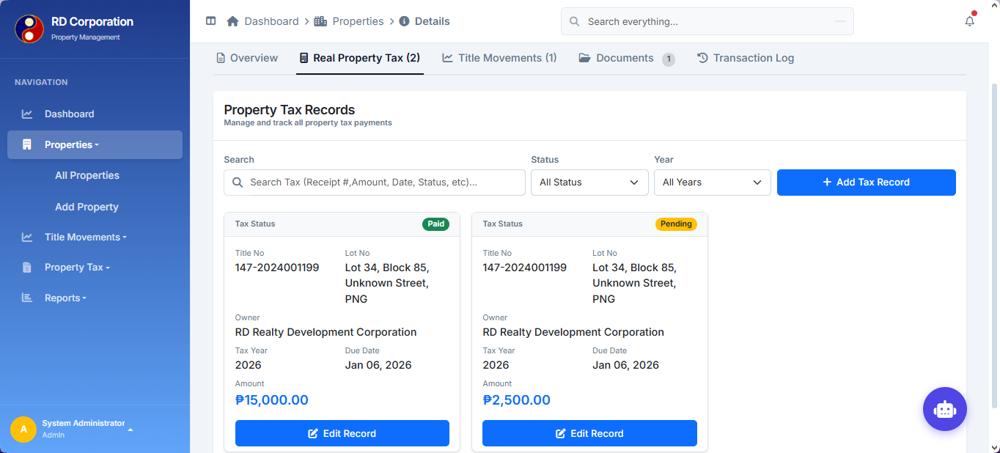 RD Corporation
Property Management
Dashboard
Properties
Details
Search everything...
NAVIGATION
Dashboard
Properties
All Properties
Add Property
Title Movements
Property Tax
Reports
A
System Administrator
Admin
Overview
Real Property Tax (2)
Title Movements (1)
Documents 1
Transaction Log
Property Tax Records
Manage and track all property tax payments
Search
Search Tax (Receipt #,Amount, Date, Status, etc)...
Status
All Status
Year
All Years
+ Add Tax Record
Tax Status
Paid
Title No
147-2024001199
Lot No
Lot 34, Block 85,
Unknown Street,
PNG
Owner
RD Realty Development Corporation
Tax Year
2026
Due Date
Jan 06, 2026
Amount
₱15,000.00
Edit Record
Tax Status
Pending
Title No
147-2024001199
Lot No
Lot 34, Block 85,
Unknown Street,
PNG
Owner
RD Realty Development Corporation
Tax Year
2026
Due Date
Jan 06, 2026
Amount
₱2,500.00
Edit Record